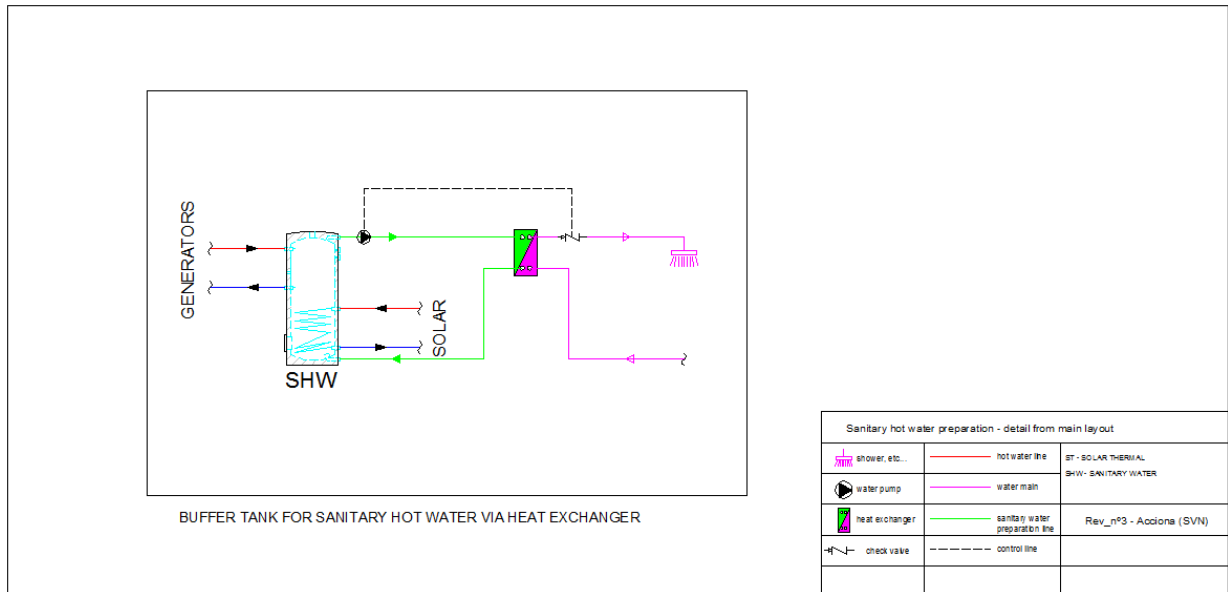 GENERATORS
SOLAR
SHW
BUFFER TANK FOR SANITARY HOT WATER VIA HEAT EXCHANGER
Sanitary hot water preparation - detail from main layout
shower, etc...
hot water line
ST - SOLAR THERMAL
SHW - SANITARY WATER
water pump
water main
heat exchanger
sanitary water
preparation line
Rev_nº3 - Acciona (SVN)
check valve
control line